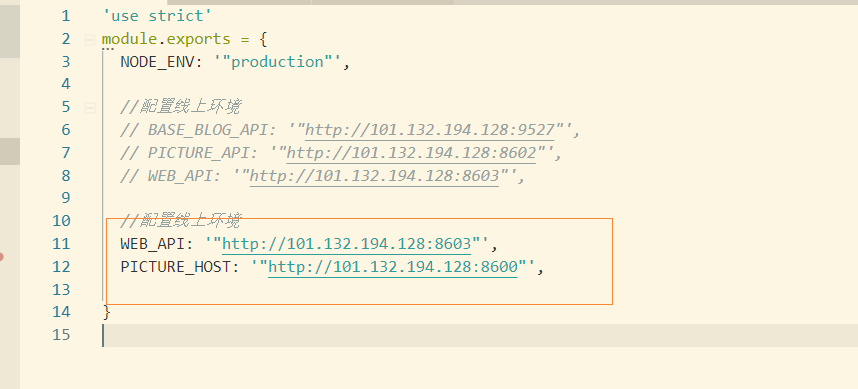 1 'use strict'
2 module.exports = {
3 NODE_ENV: '"production"',
4
5 //配置线上环境
6 // BASE_BLOG_API: '"http://101.132.194.128:9527"',
7 // PICTURE_API: '"http://101.132.194.128:8602"',
8 // WEB_API: '"http://101.132.194.128:8603"',
9
10 //配置线上环境
11 WEB_API: '"http://101.132.194.128:8603"',
12 PICTURE_HOST: '"http://101.132.194.128:8600"',
13
14 }
15